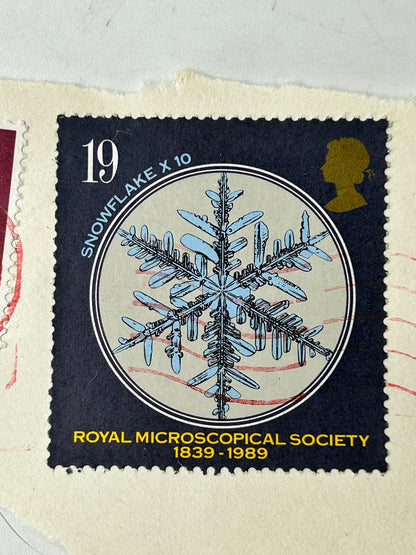 19
SNOWFLAKE X 10
ROYAL MICROSCOPICAL SOCIETY
1839-1989